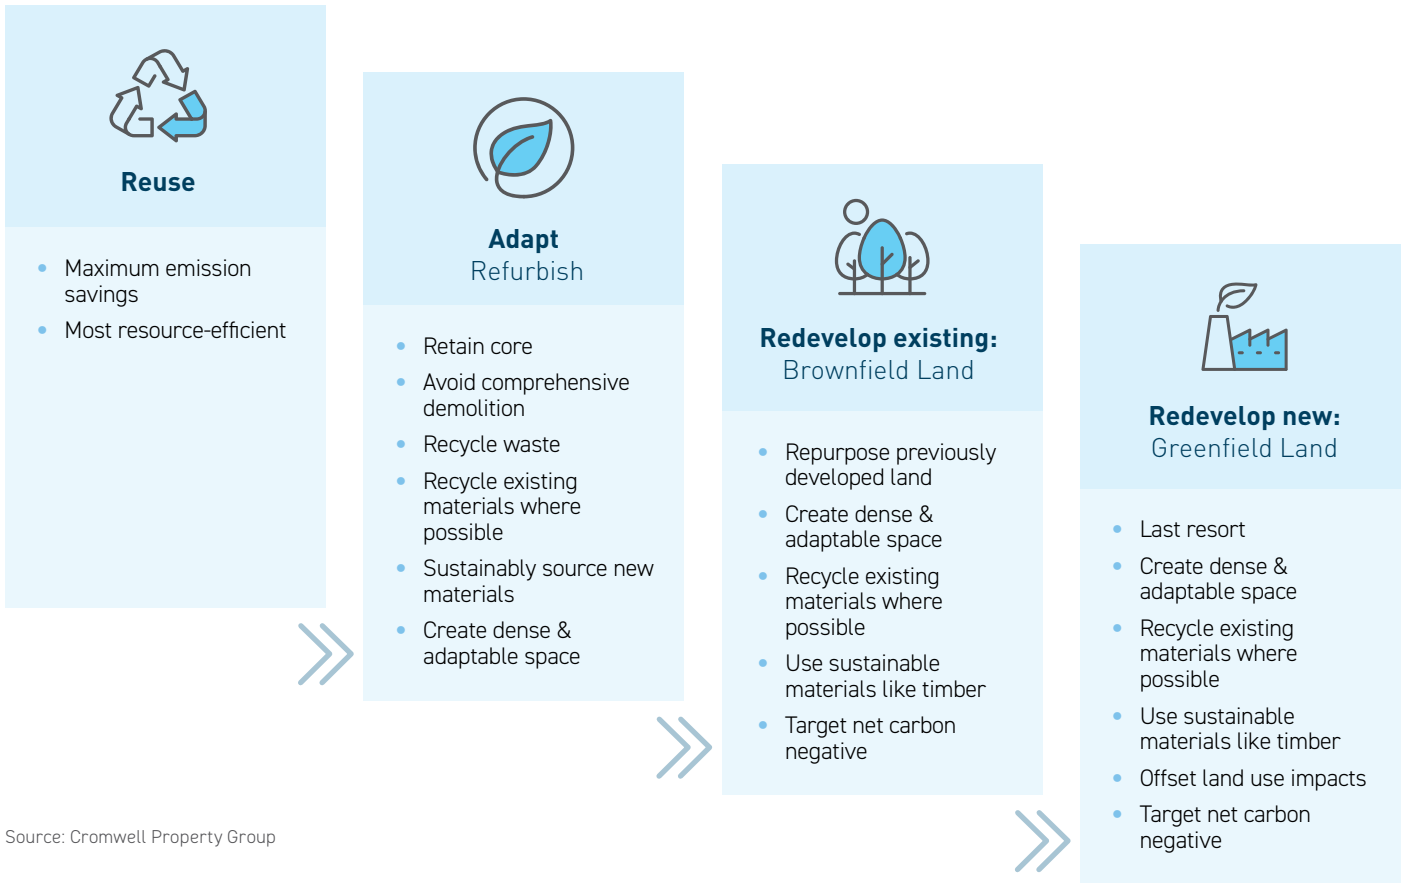 Reuse
• Maximum emission
savings
• Most resource-efficient
Adapt
Refurbish
• Retain core
• Avoid comprehensive
demolition
• Recycle waste
• Recycle existing
materials where
possible
• Sustainably source new
materials
• Create dense &
adaptable space
Redevelop existing:
Brownfield Land
• Repurpose previously
developed land
• Create dense &
adaptable space
• Recycle existing
materials where
possible
• Use sustainable
materials like timber
• Target net carbon
negative
Redevelop new:
Greenfield Land
• Last resort
• Create dense &
adaptable space
• Recycle existing
materials where
possible
• Use sustainable
materials like timber
• Offset land use impacts
• Target net carbon
negative
Source: Cromwell Property Group